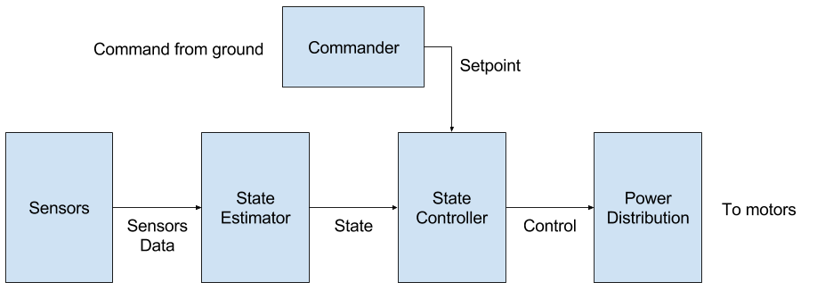 Command from ground
Commander
Setpoint
Sensors
Sensors
Data
State
Estimator
State
State
Controller
Control
Power
Distribution
To motors